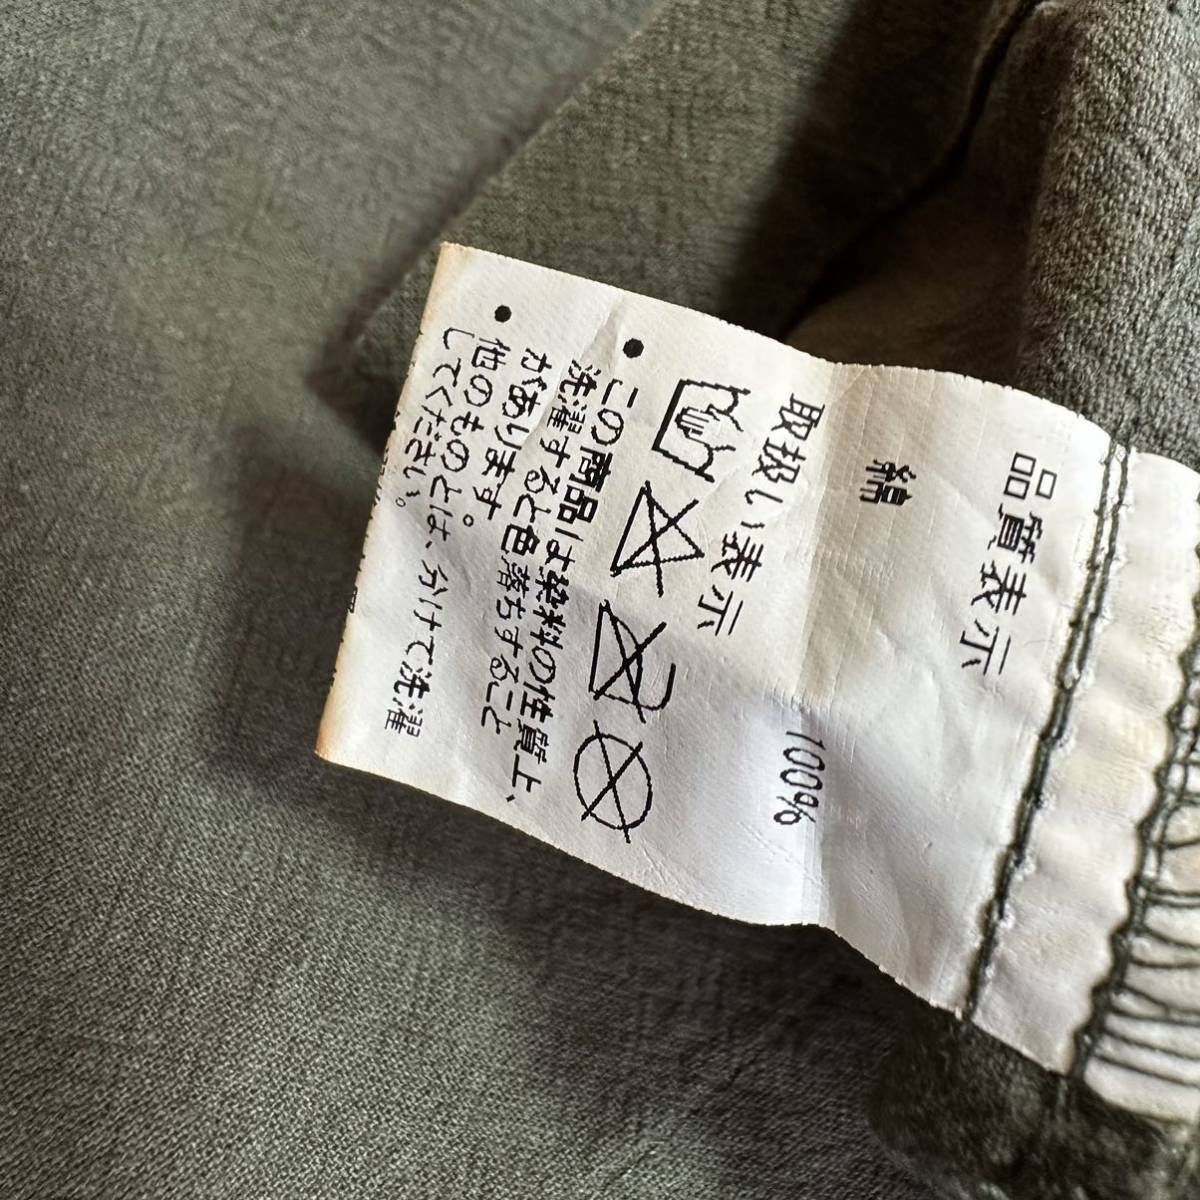 品質表示
綿 100%
取扱い表示
● この商品は染料の性質上、
洗濯すると色落ちすること
があります。
● 他のものとは、分けて洗濯
してください。